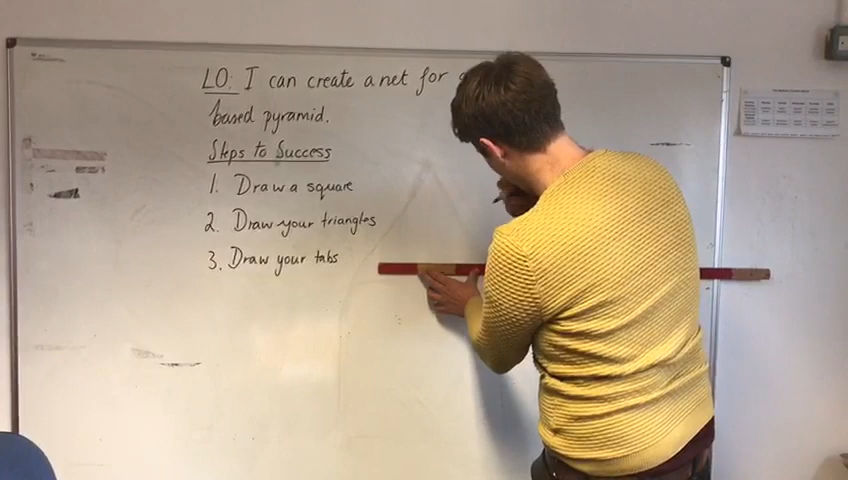 LO: I can create a net for
based pyramid.
Steps to Success
1. Draw a square
2. Draw your triangles
3. Draw your tabs